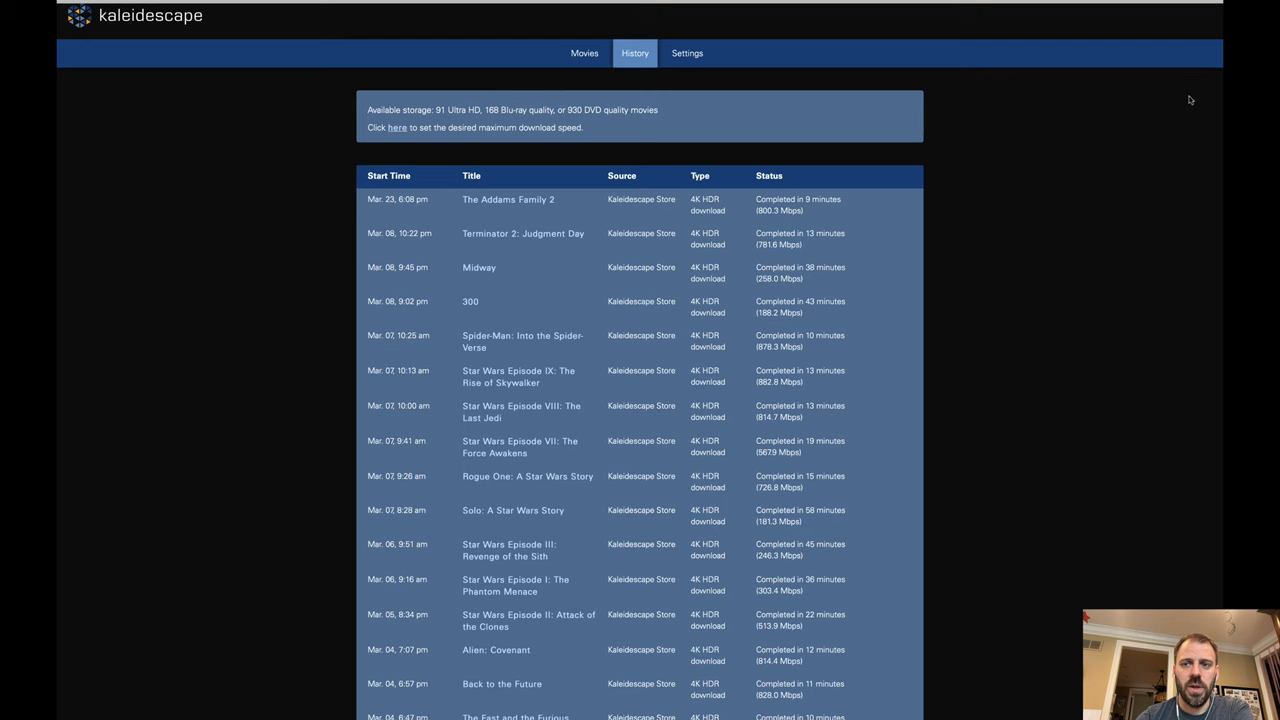 kaleidescape
Movies History Settings
Available storage: 91 Ultra HD, 168 Blu-ray quality, or 930 DVD quality movies
Click here to set the desired maximum download speed.
Start Time Title Source Type Status
Mar. 23, 6:08 pm The Addams Family 2 Kaleidescape Store 4K HDR Completed in 9 minutes
download (800.3 Mbps)
Mar. 08, 10:22 pm Terminator 2: Judgment Day Kaleidescape Store 4K HDR Completed in 13 minutes
download (781.6 Mbps)
Mar. 08, 9:45 pm Midway Kaleidescape Store 4K HDR Completed in 38 minutes
download (258.0 Mbps)
Mar. 08, 9:02 pm 300 Kaleidescape Store 4K HDR Completed in 43 minutes
download (188.2 Mbps)
Mar. 07, 10:25 am Spider-Man: Into the Spider- Kaleidescape Store 4K HDR Completed in 10 minutes
Verse download (878.3 Mbps)
Mar. 07, 10:13 am Star Wars Episode IX: The Kaleidescape Store 4K HDR Completed in 13 minutes
Rise of Skywalker download (882.8 Mbps)
Mar. 07, 10:00 am Star Wars Episode VIII: The Kaleidescape Store 4K HDR Completed in 13 minutes
Last Jedi download (814.7 Mbps)
Mar. 07, 9:41 am Star Wars Episode VII: The Kaleidescape Store 4K HDR Completed in 19 minutes
Force Awakens download (567.9 Mbps)
Mar. 07, 9:26 am Rogue One: A Star Wars Story Kaleidescape Store 4K HDR Completed in 15 minutes
download (726.8 Mbps)
Mar. 07, 8:28 am Solo: A Star Wars Story Kaleidescape Store 4K HDR Completed in 58 minutes
download (181.3 Mbps)
Mar. 06, 9:51 am Star Wars Episode III: Kaleidescape Store 4K HDR Completed in 45 minutes
Revenge of the Sith download (246.3 Mbps)
Mar. 06, 9:16 am Star Wars Episode I: The Kaleidescape Store 4K HDR Completed in 36 minutes
Phantom Menace download (303.4 Mbps)
Mar. 05, 8:34 pm Star Wars Episode II: Attack of Kaleidescape Store 4K HDR Completed in 22 minutes
the Clones download (513.9 Mbps)
Mar. 04, 7:07 pm Alien: Covenant Kaleidescape Store 4K HDR Completed in 12 minutes
download (814.4 Mbps)
Mar. 04, 6:57 pm Back to the Future Kaleidescape Store 4K HDR Completed in 11 minutes
download (828.0 Mbps)
Mar. 04, 6:47 pm The Fast and the Furious Kaleidescape Store 4K HDR Completed in 10 minutes